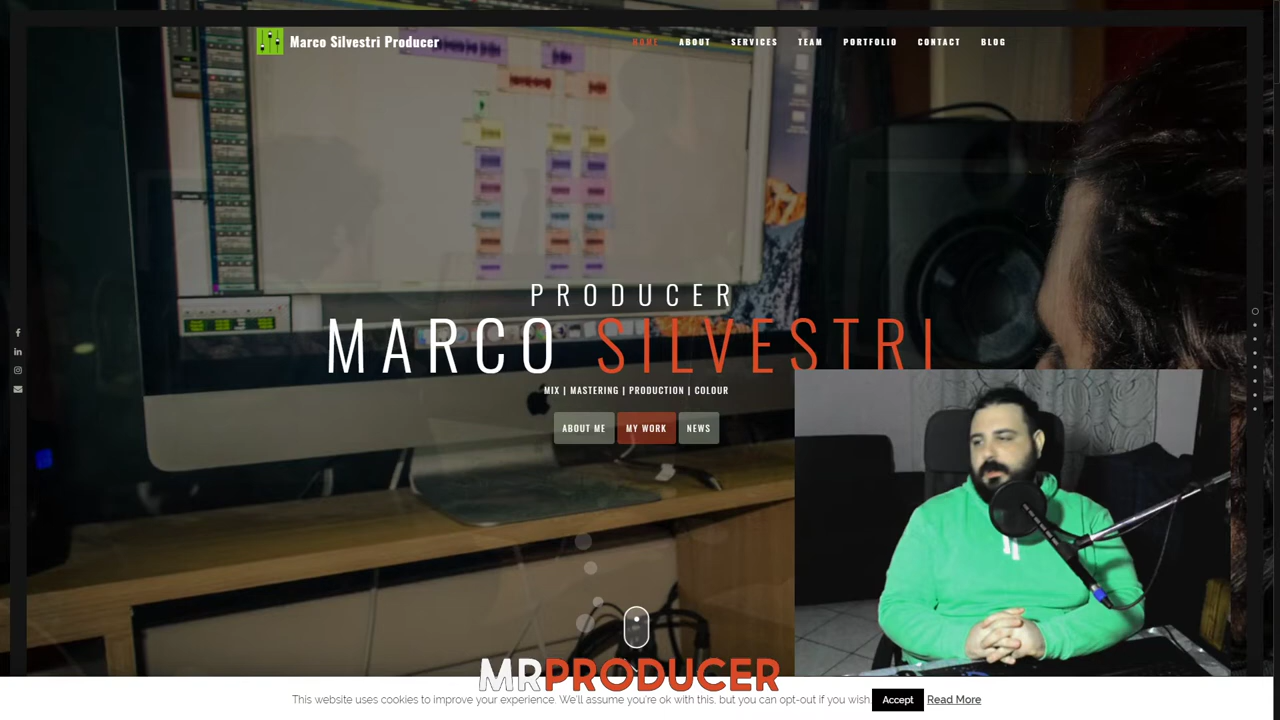 Marco Silvestri Producer
HOME ABOUT SERVICES TEAM PORTFOLIO CONTACT BLOG
PRODUCER
MARCO SILVESTRI
MIX | MASTERING | PRODUCTION | COLOUR
ABOUT ME MY WORK NEWS
MRPRODUCER
This website uses cookies to improve your experience. We'll assume you're ok with this, but you can opt-out if you wish. Accept Read More